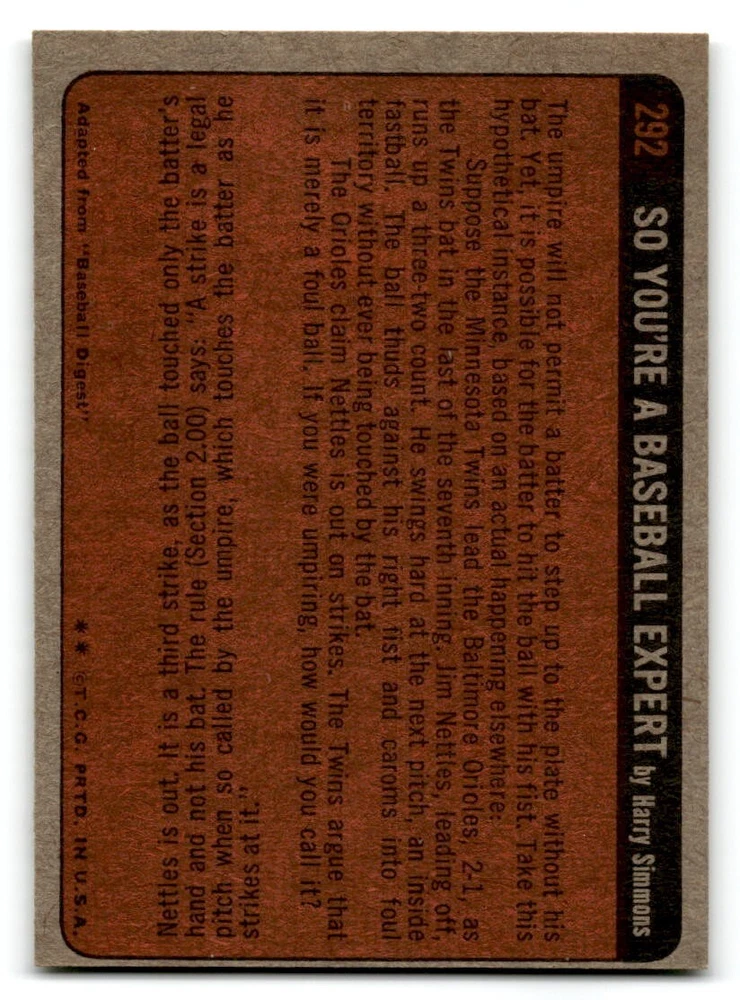 292 SO YOU'RE A BASEBALL EXPERT by Harry Simmons
The umpire will not permit a batter to step up to the plate without his
bat. Yet, it is possible for the batter to hit the ball with his fist. Take this
hypothetical instance, based on an actual happening elsewhere:
Suppose the Minnesota Twins lead the Baltimore Orioles, 2-1, as
the Twins bat in the last of the seventh inning. Jim Nettles, leading off,
runs up a three-two count. He swings hard at the next pitch, an inside
fastball. The ball thuds against his right fist and caroms into foul
territory without ever being touched by the bat.
The Orioles claim Nettles is out on strikes. The Twins argue that
it is merely a foul ball. If you were umpiring, how would you call it?
Nettles is out. It is a third strike, as the ball touched only the batter's
hand and not his bat. The rule (Section 2.00) says: "A strike is a legal
pitch when so called by the umpire, which touches the batter as he
strikes at it."
Adapted from "Baseball Digest" ** ©T.C.G. PRTD. IN U.S.A.